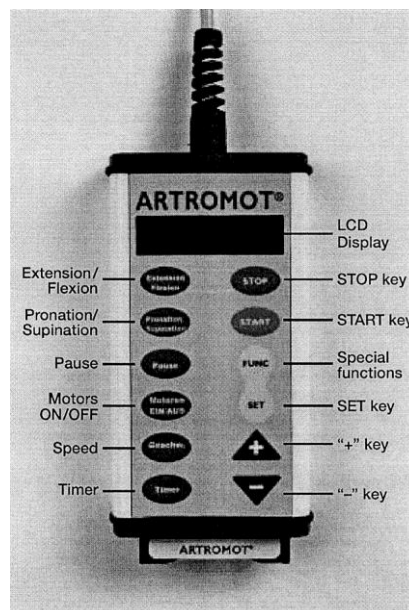 ARTROMOT®
LCD
Display
Extension/
Flexion
Extension
Flexion
STOP
STOP key
Pronation/
Supination
Pronation
Supination
START
START key
Pause
Pause
FUNC
Special
functions
Motors
ON/OFF
Motoren
EIN/AUS
SET
SET key
Speed
Geschw.
+
"+" key
Timer
Timer
−
"–" key
ARTROMOT®